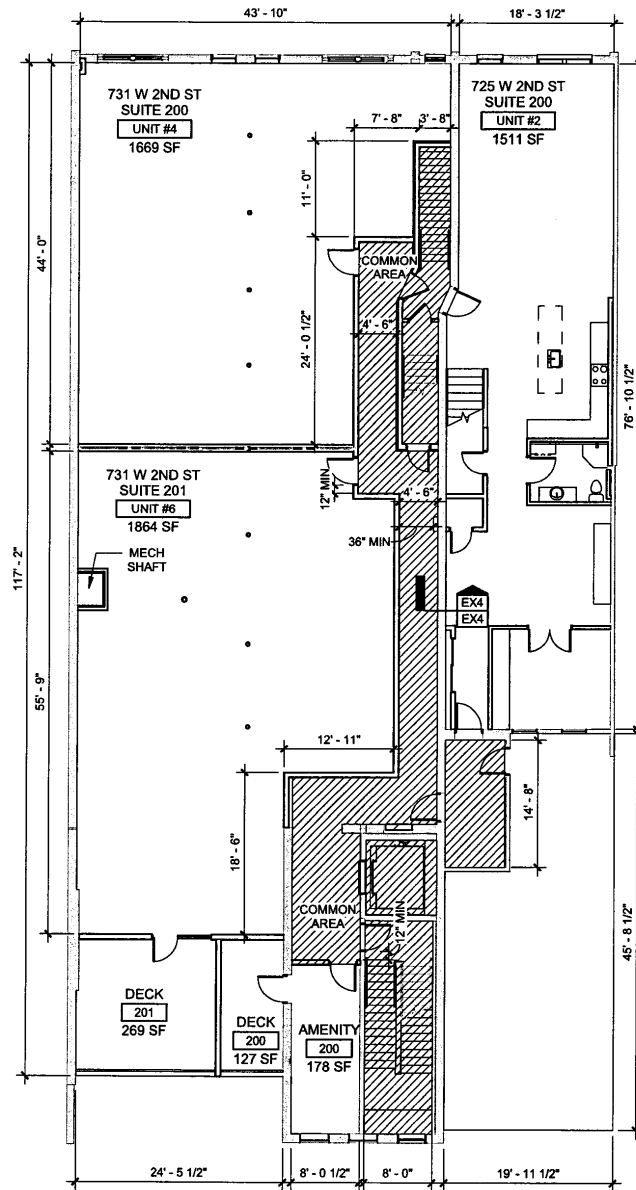 43' - 10"
18' - 3 1/2"
731 W 2ND ST
SUITE 200
UNIT #4
1669 SF
725 W 2ND ST
SUITE 200
UNIT #2
1511 SF
7' - 8"
3' - 8"
11' - 0"
44' - 0"
COMMON
AREA
24' - 0 1/2"
4' - 6"
76' - 10 1/2"
731 W 2ND ST
SUITE 201
UNIT #6
1864 SF
12" MIN
4' - 6"
36" MIN
MECH
SHAFT
117' - 2"
EX4
EX4
55' - 9"
12' - 11"
14' - 8"
18' - 6"
COMMON
AREA
12" MIN
45' - 8 1/2"
DECK
201
269 SF
DECK
200
127 SF
AMENITY
200
178 SF
24' - 5 1/2"
8' - 0 1/2"
8' - 0"
19' - 11 1/2"